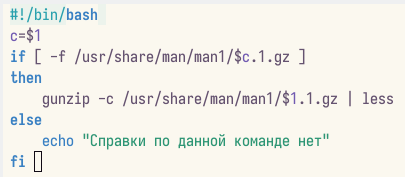 #!/bin/bash
c=$1
if [ -f /usr/share/man/man1/$c.1.gz ]
then
    gunzip -c /usr/share/man/man1/$1.1.gz | less
else
    echo "Справки по данной команде нет"
fi